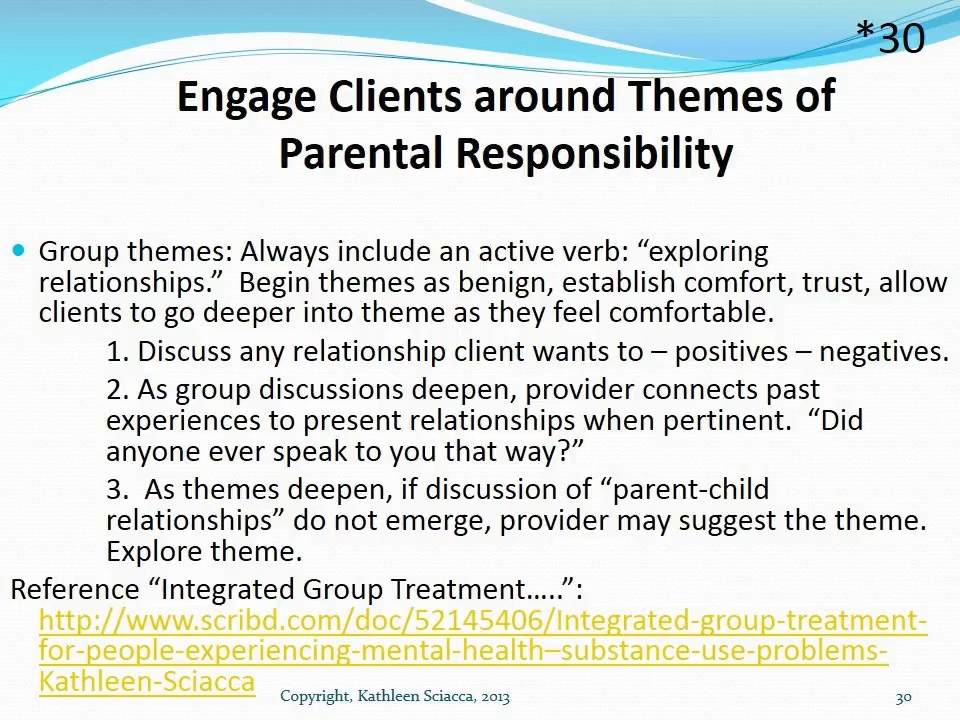 *30
Engage Clients around Themes of
Parental Responsibility
Group themes: Always include an active verb: “exploring
relationships.”  Begin themes as benign, establish comfort, trust, allow
clients to go deeper into theme as they feel comfortable.
1. Discuss any relationship client wants to – positives – negatives.
2. As group discussions deepen, provider connects past
experiences to present relationships when pertinent.  “Did
anyone ever speak to you that way?”
3.  As themes deepen, if discussion of “parent-child
relationships” do not emerge, provider may suggest the theme.
Explore theme.
Reference “Integrated Group Treatment…..”:
http://www.scribd.com/doc/52145406/Integrated-group-treatment-
for-people-experiencing-mental-health–substance-use-problems-
Kathleen-Sciacca
Copyright, Kathleen Sciacca, 2013
30